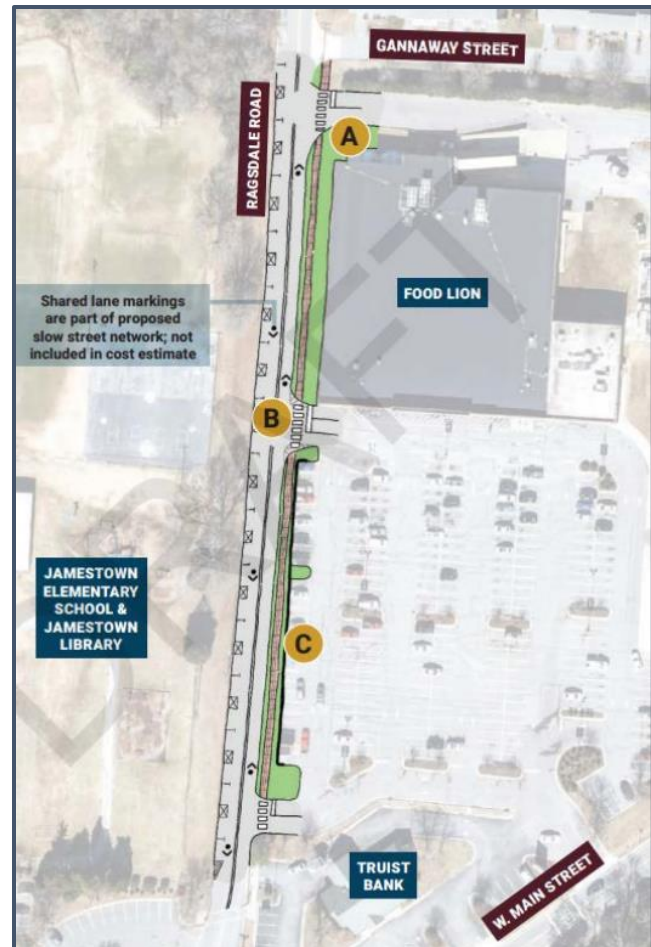 GANNAWAY STREET
RAGSDALE ROAD
A
FOOD LION
Shared lane markings
are part of proposed
slow street network; not
included in cost estimate
B
JAMESTOWN
ELEMENTARY
SCHOOL &
JAMESTOWN
LIBRARY
C
TRUIST
BANK
W. MAIN STREET
DRAFT